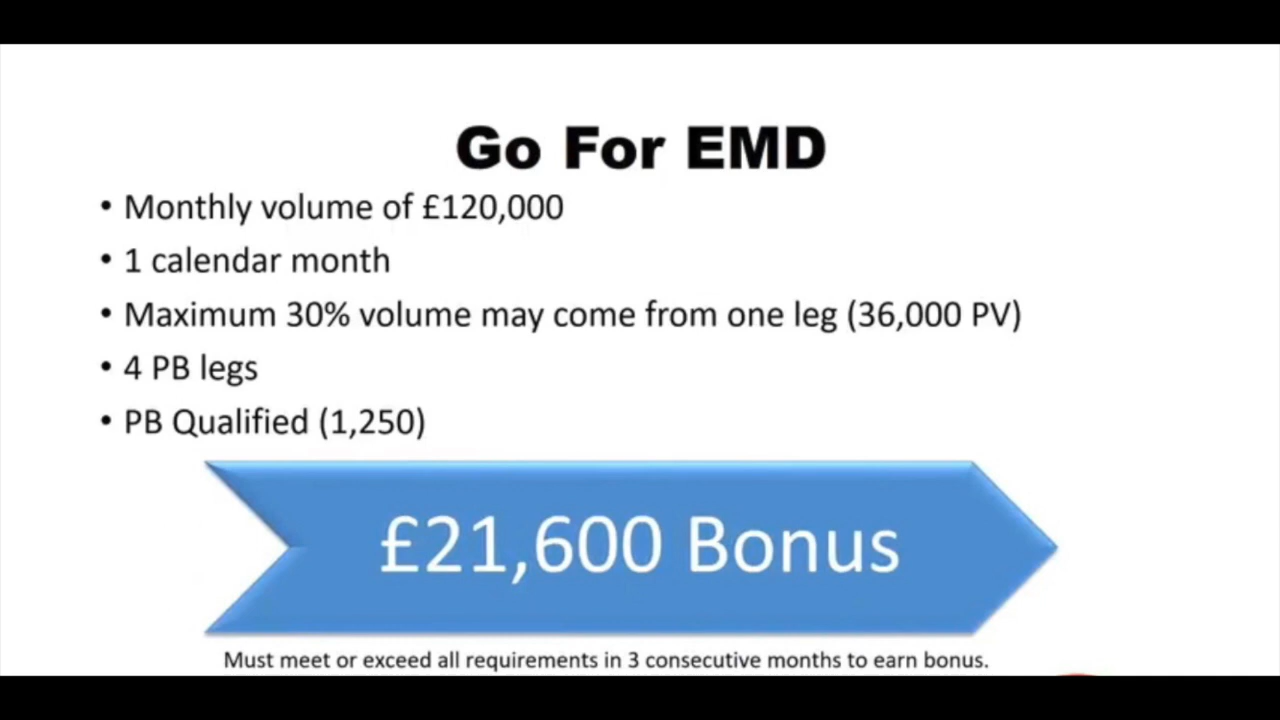 Go For EMD
• Monthly volume of £120,000
• 1 calendar month
• Maximum 30% volume may come from one leg (36,000 PV)
• 4 PB legs
• PB Qualified (1,250)
£21,600 Bonus
Must meet or exceed all requirements in 3 consecutive months to earn bonus.